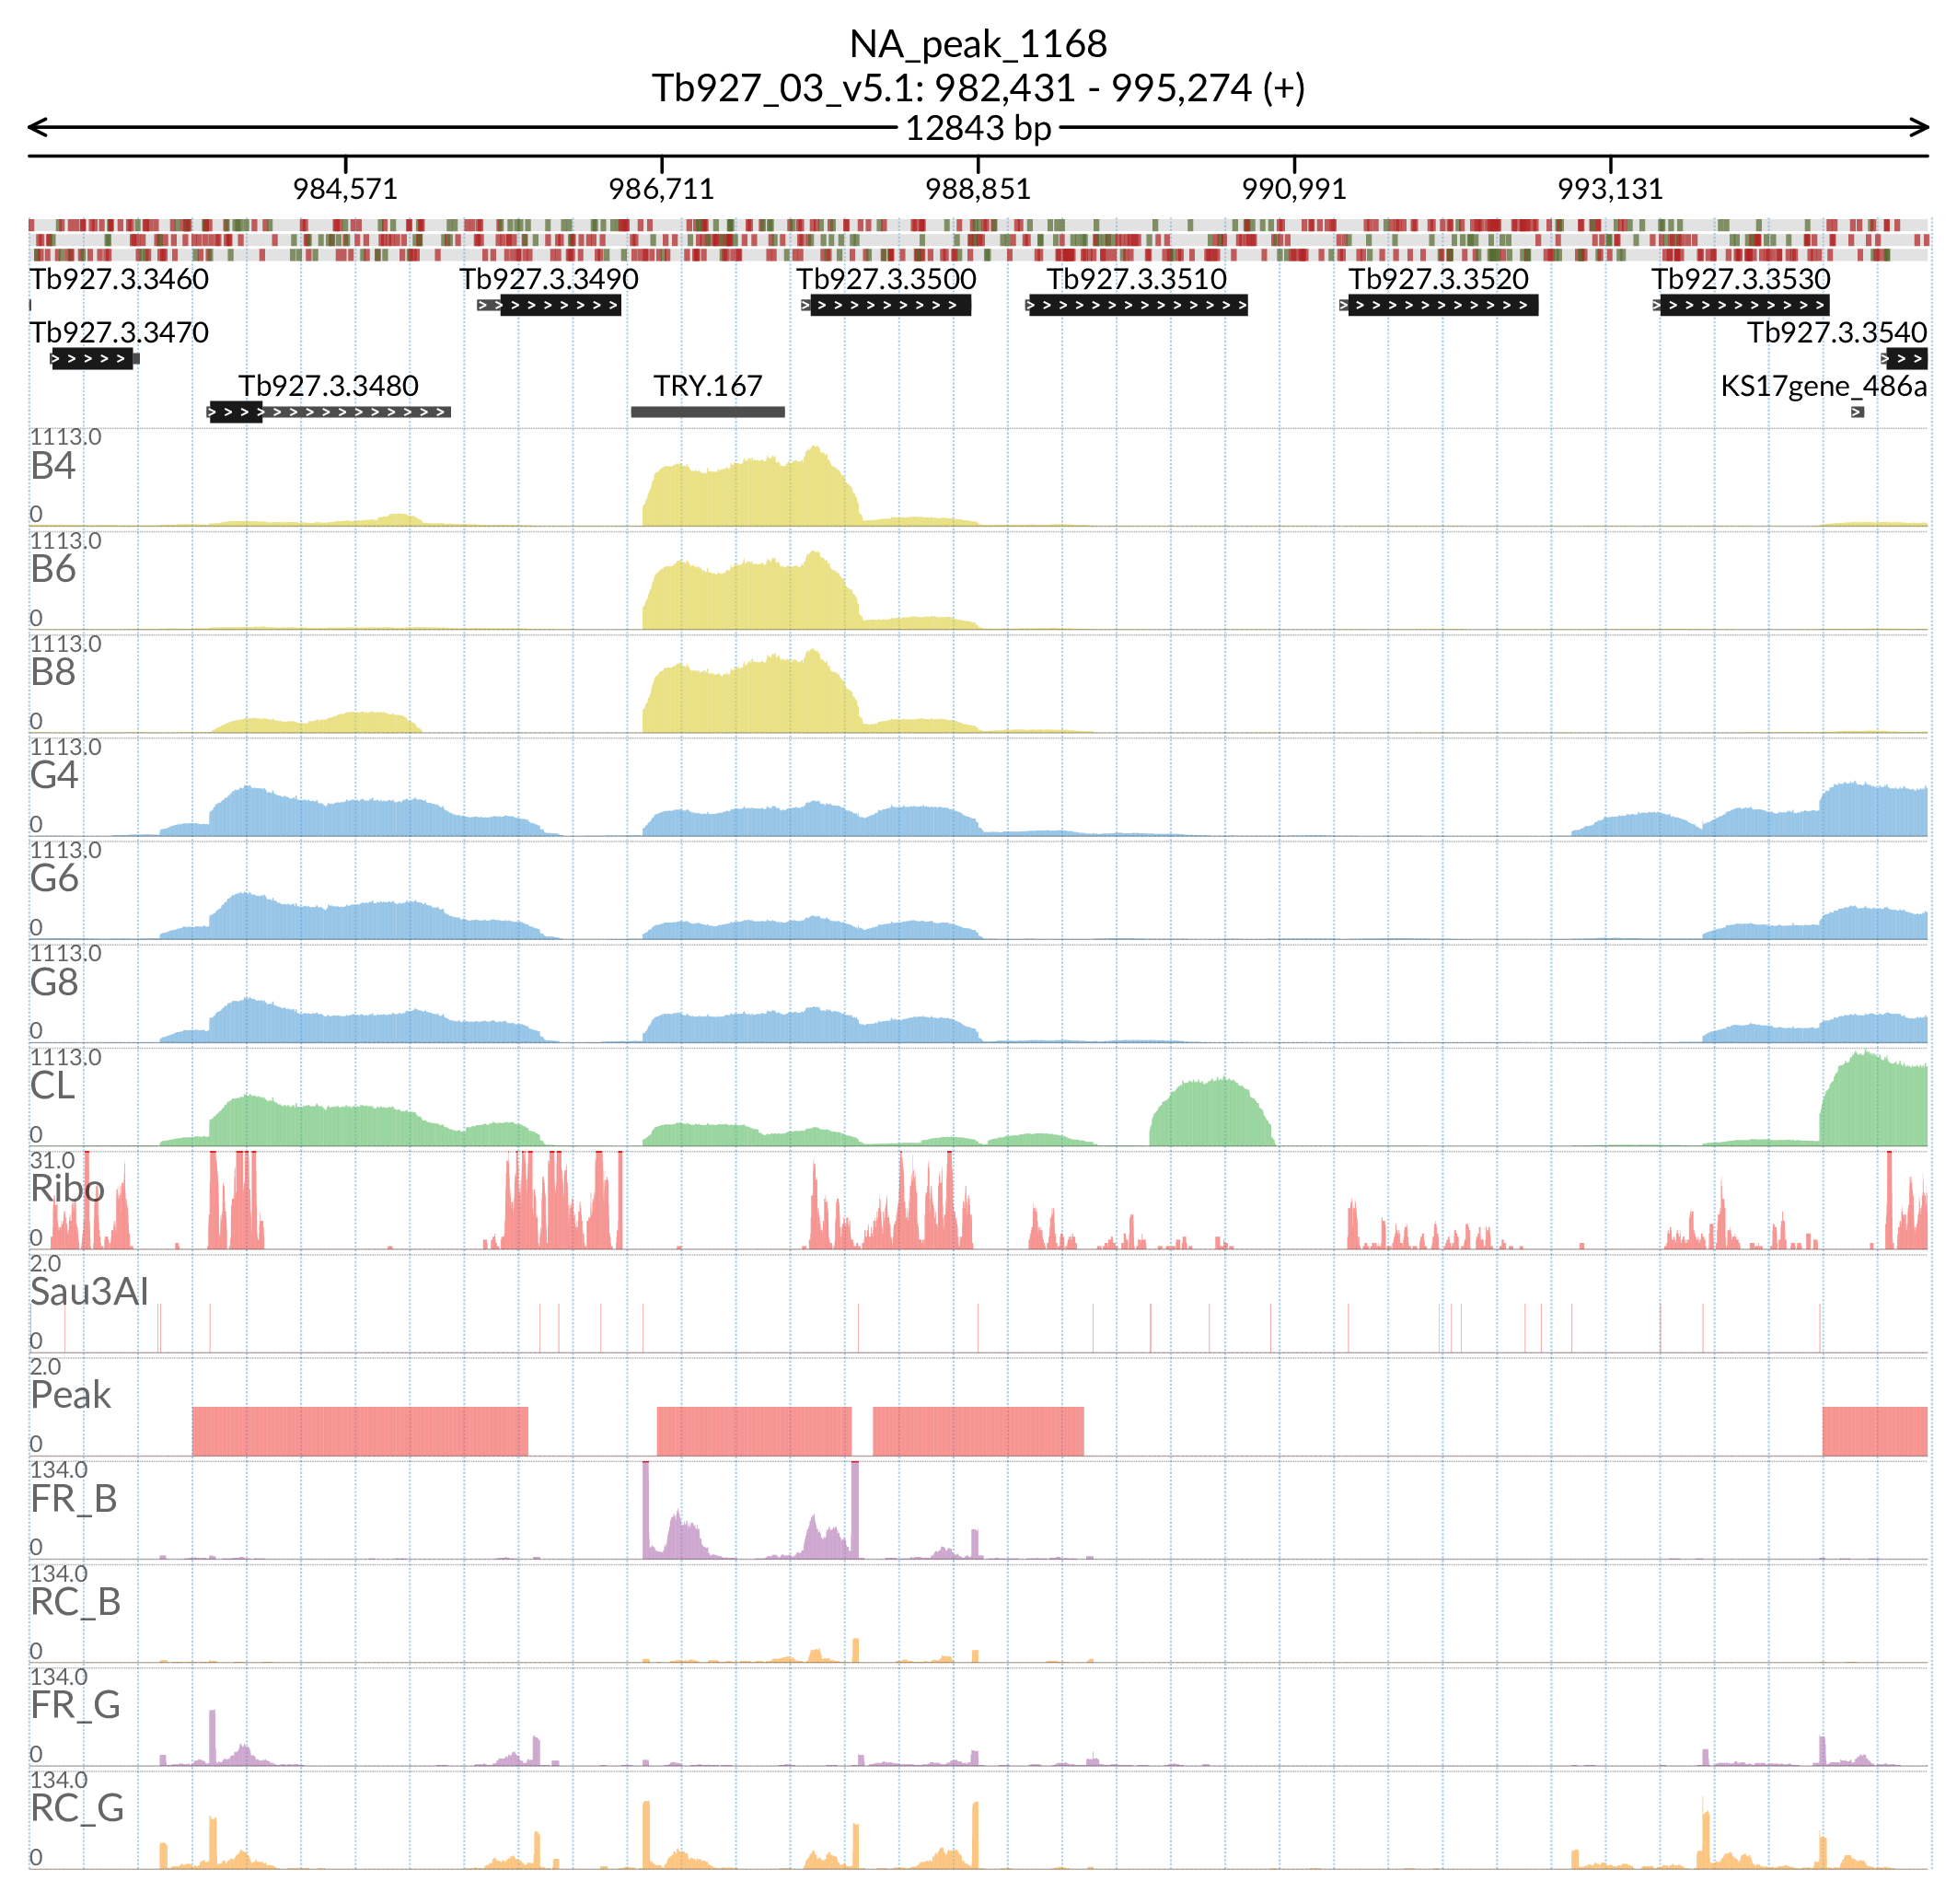 NA_peak_1168
Tb927_03_v5.1: 982,431 - 995,274 (+)
12843 bp
984,571 986,711 988,851 990,991 993,131
Tb927.3.3460 Tb927.3.3490 Tb927.3.3500 Tb927.3.3510 Tb927.3.3520 Tb927.3.3530
Tb927.3.3470 Tb927.3.3540
Tb927.3.3480 TRY.167 KS17gene_486a
1113.0
B4
0
1113.0
B6
0
1113.0
B8
0
1113.0
G4
0
1113.0
G6
0
1113.0
G8
0
1113.0
CL
0
31.0
Ribo
0
2.0
Sau3AI
0
2.0
Peak
0
134.0
FR_B
0
134.0
RC_B
0
134.0
FR_G
0
134.0
RC_G
0